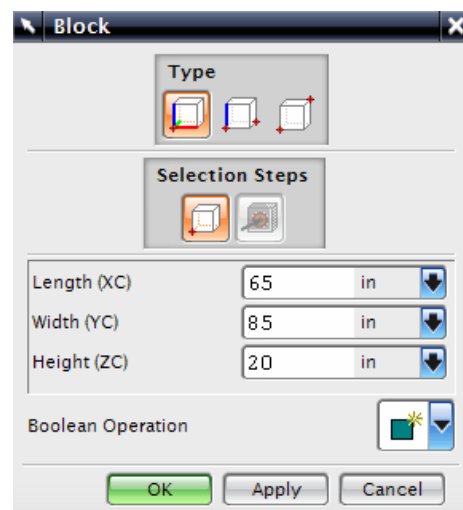 Block
Type
Selection Steps
Length (XC) 65 in
Width (YC) 85 in
Height (ZC) 20 in
Boolean Operation
OK Apply Cancel